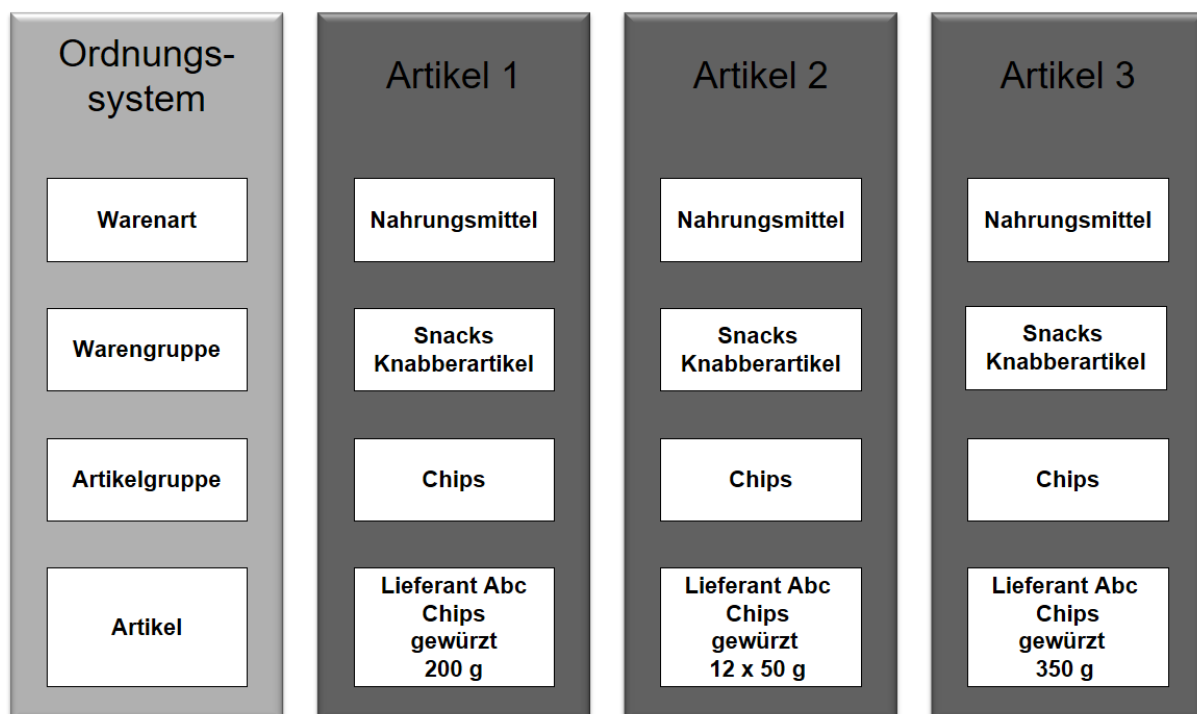 Ordnungs-
system
Artikel 1
Artikel 2
Artikel 3
Warenart
Nahrungsmittel
Nahrungsmittel
Nahrungsmittel
Warengruppe
Snacks
Knabberartikel
Snacks
Knabberartikel
Snacks
Knabberartikel
Artikelgruppe
Chips
Chips
Chips
Artikel
Lieferant Abc
Chips
gewürzt
200 g
Lieferant Abc
Chips
gewürzt
12 x 50 g
Lieferant Abc
Chips
gewürzt
350 g